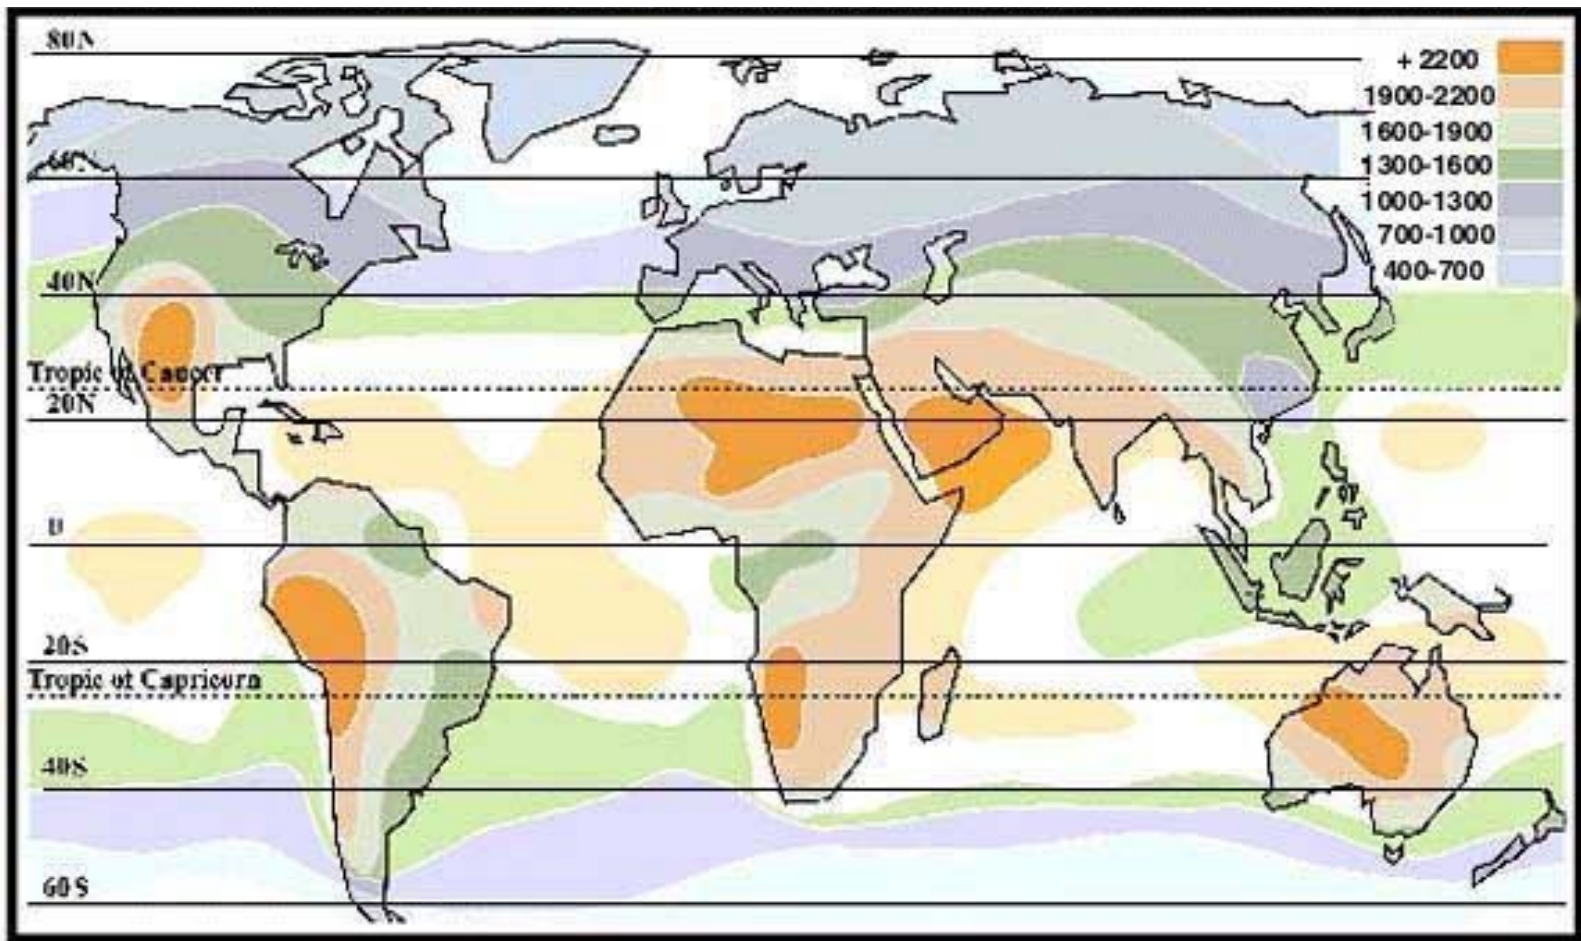 80N
+ 2200
1900-2200
1600-1900
1300-1600
60N
1000-1300
700-1000
400-700
40N
Tropic of Cancer
20N
0
20S
Tropic of Capricorn
40S
60S